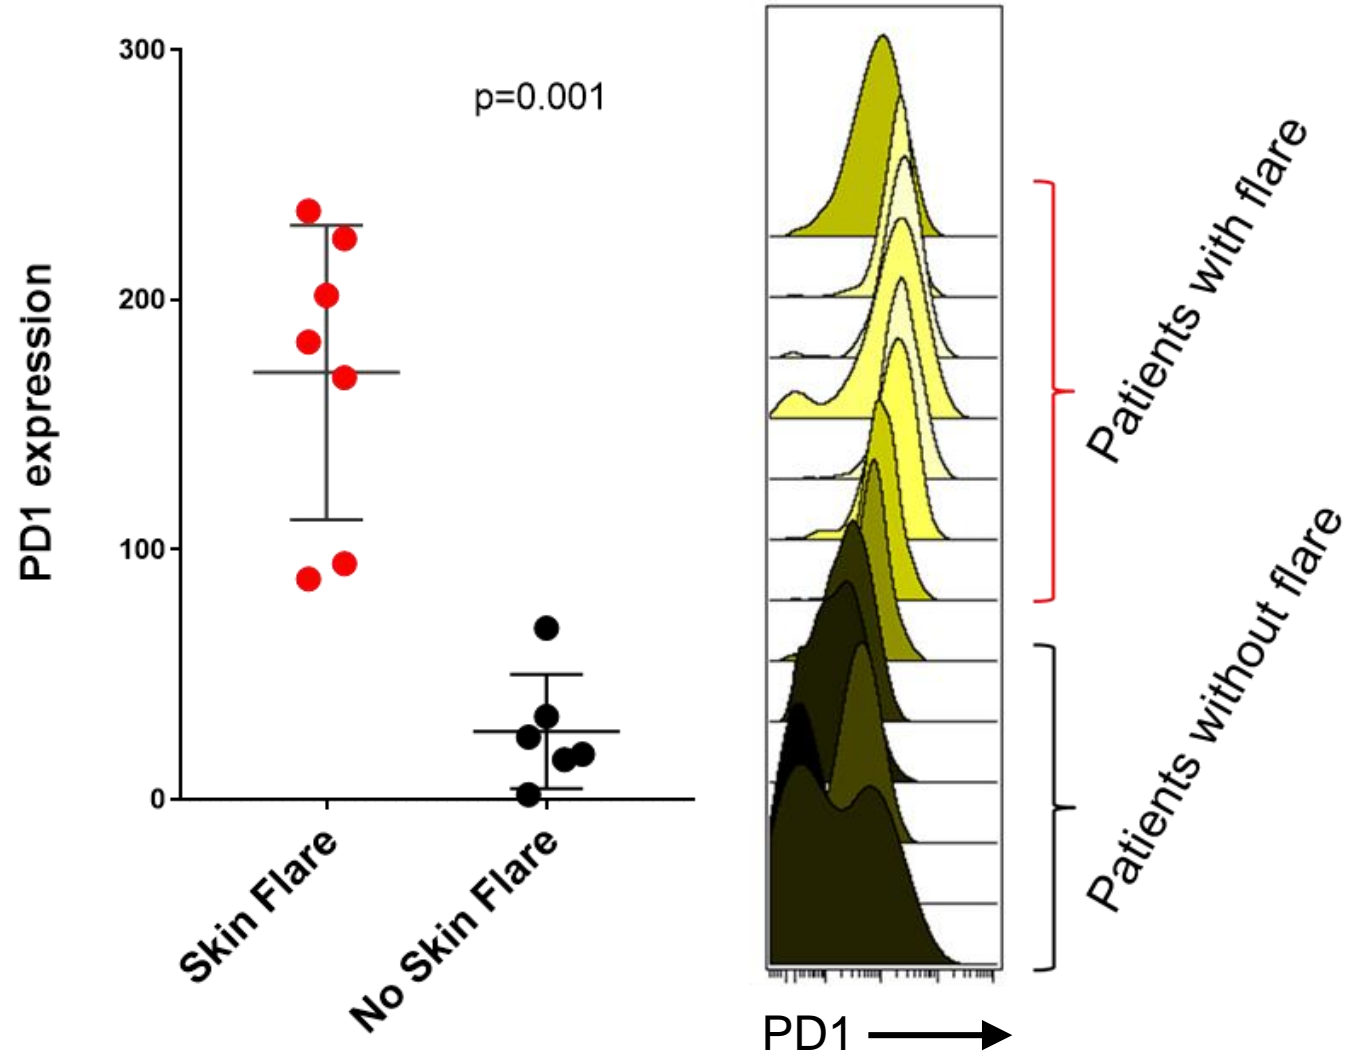 300
p=0.001
200
100
0
PD1 expression
Skin Flare
No Skin Flare
Patients with flare
Patients without flare
PD1